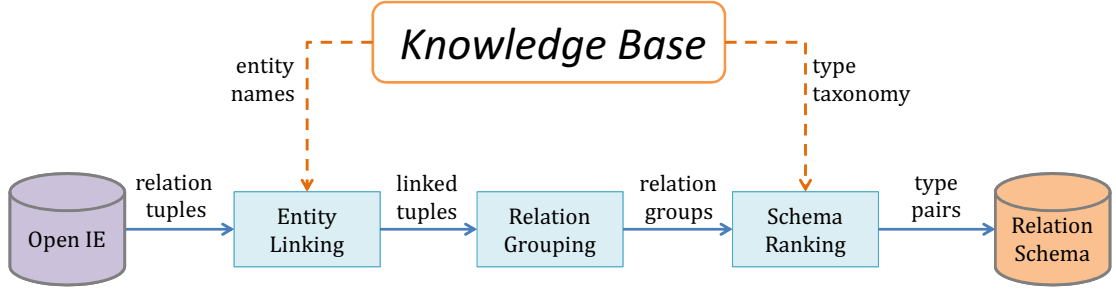 Knowledge Base
entity
names
type
taxonomy
relation
tuples
linked
tuples
relation
groups
type
pairs
Open IE
Entity
Linking
Relation
Grouping
Schema
Ranking
Relation
Schema